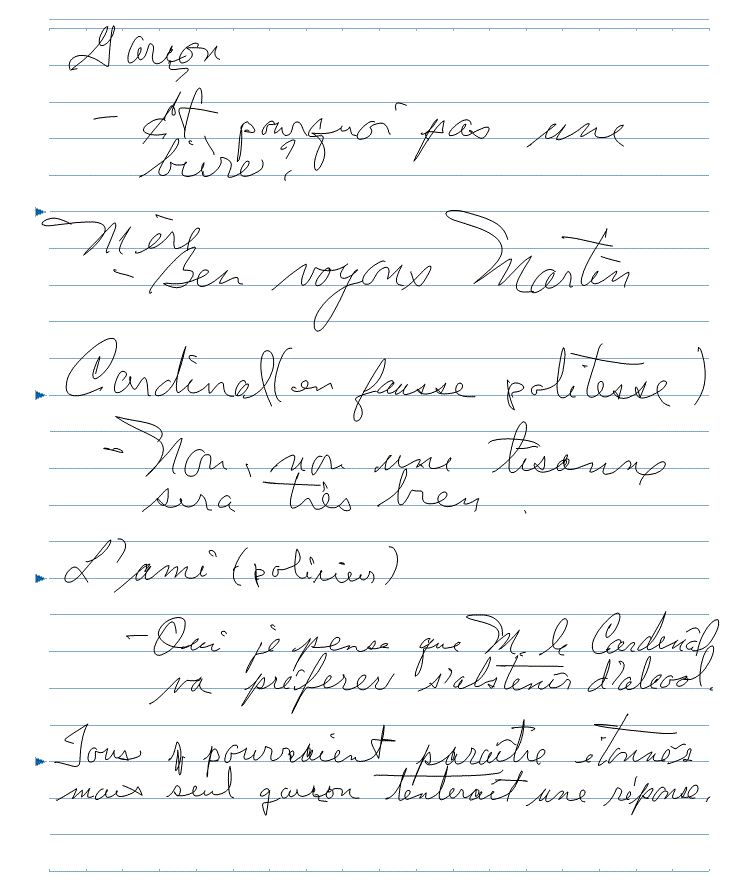 Garçon
- Et pourquoi pas une
bière?
Mère
- Ben voyons Martin
Cardinal (en fausse politesse)
- Non, non une tisanne
sera très bien.
L'ami (policier)
- Oui je pense que M. le Cardinal
va préférer s'abstenir d'alcool.
Tous pourraient paraître étonnés
mais seul garçon tenterait une réponse.